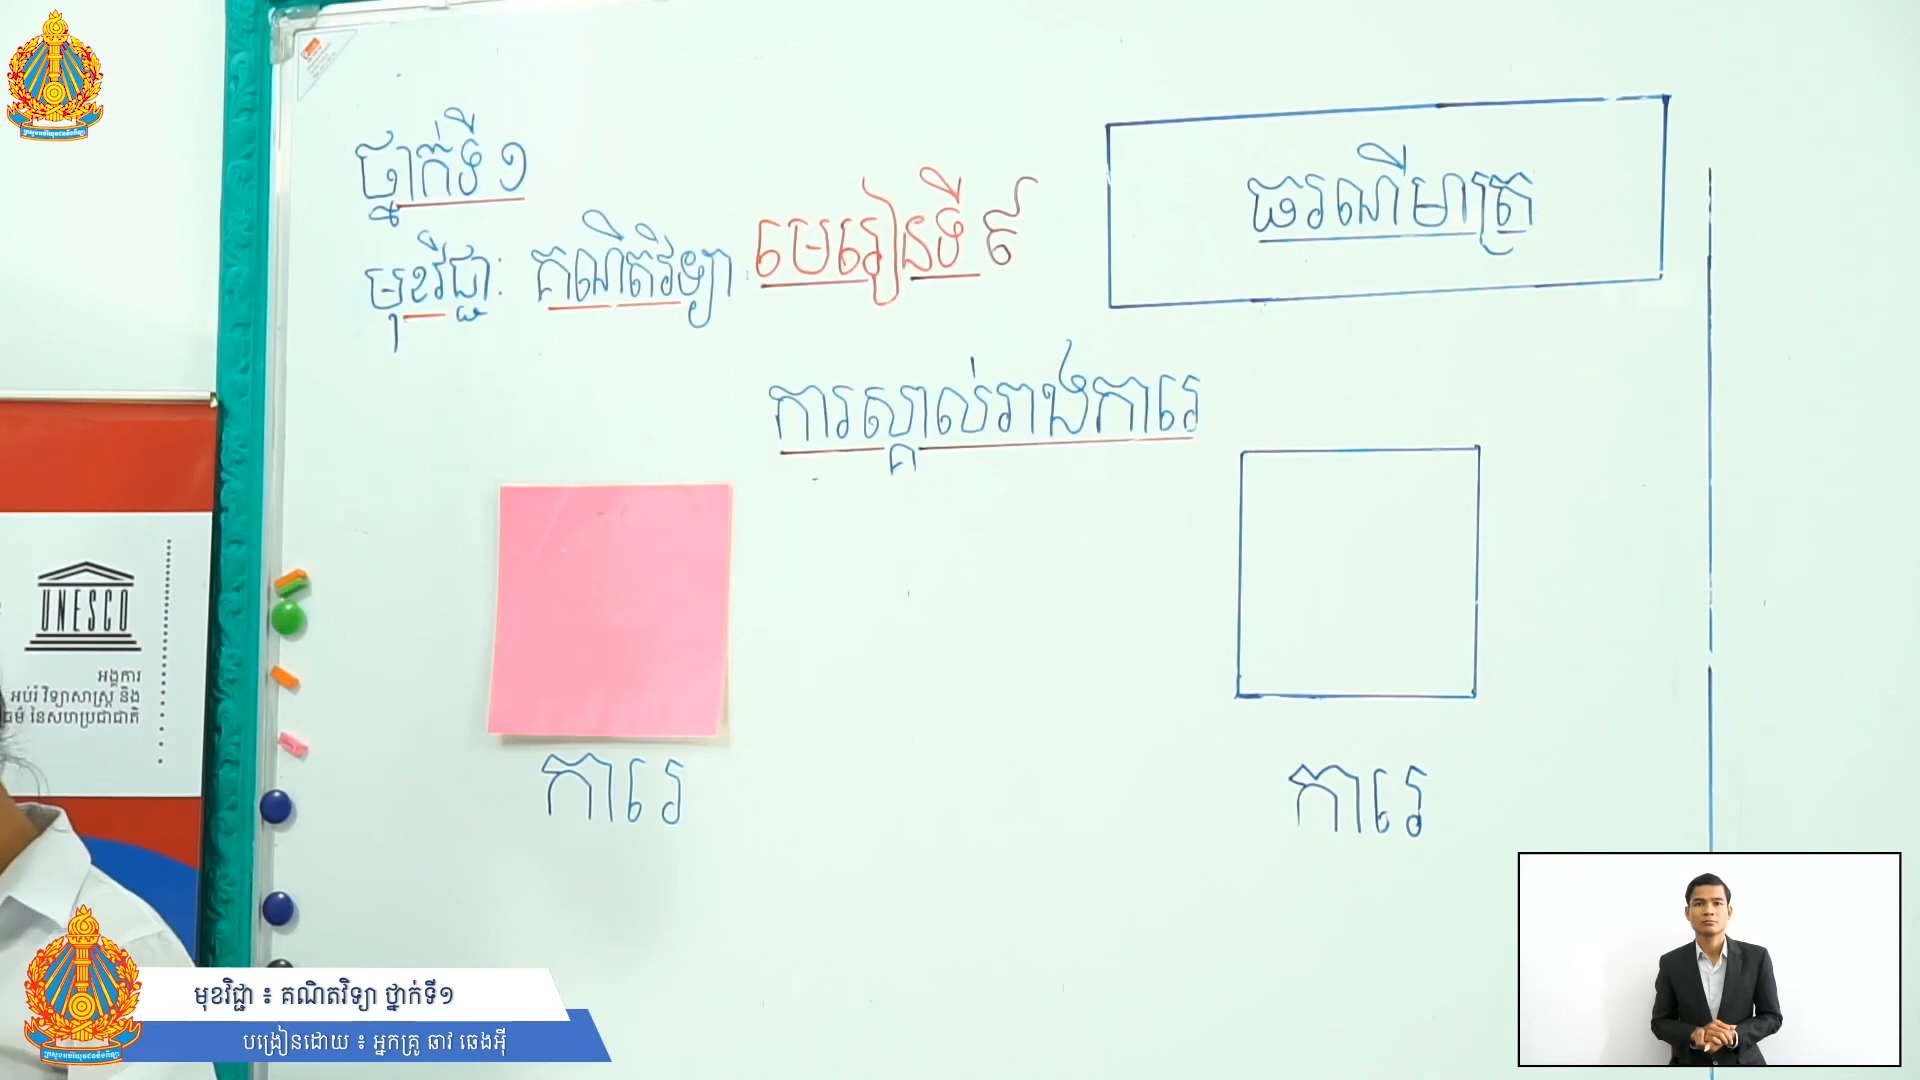 ថ្នាក់ទី ១
មុខវិជ្ជា: គណិតវិទ្យា
មេរៀនទី ៩
ធរណីមាត្រ
ការស្គាល់រាងការេ
ការេ
ការេ
UNESCO
អង្គការ
អប់រំ វិទ្យាសាស្ត្រ និង
ធម៌ នៃសហប្រជាជាតិ
មុខវិជ្ជា ៖ គណិតវិទ្យា ថ្នាក់ទី១
បង្រៀនដោយ ៖ អ្នកគ្រូ ឆាវ ឆេងអ៊ី